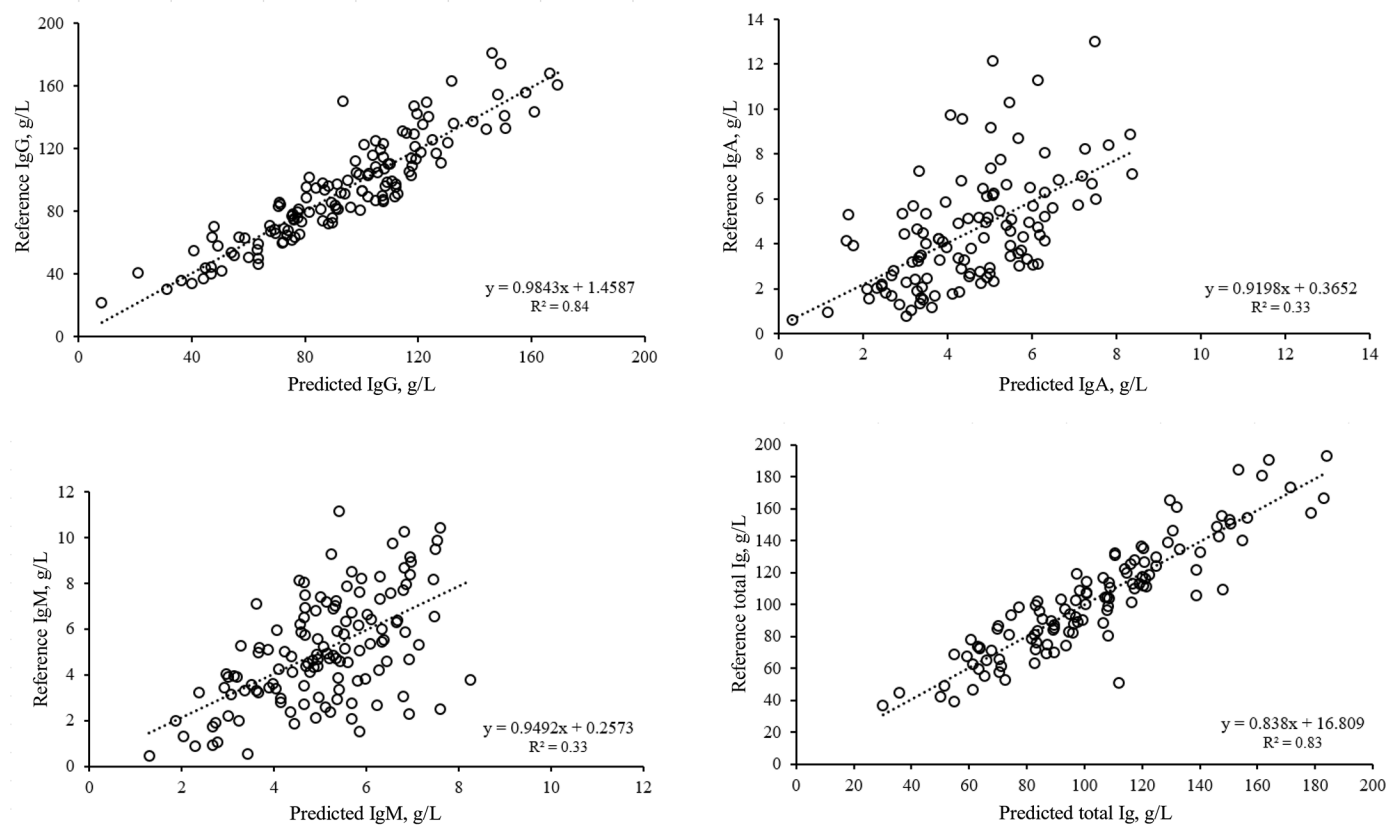 200
160
120
80
40
0
Reference IgG, g/L
y = 0.9843x + 1.4587
R² = 0.84
0 40 80 120 160 200
Predicted IgG, g/L
14
12
10
8
6
4
2
0
Reference IgA, g/L
y = 0.9198x + 0.3652
R² = 0.33
0 2 4 6 8 10 12 14
Predicted IgA, g/L
12
10
8
6
4
2
0
Reference IgM, g/L
y = 0.9492x + 0.2573
R² = 0.33
0 2 4 6 8 10 12
Predicted IgM, g/L
200
180
160
140
120
100
80
60
40
20
0
Reference total Ig, g/L
y = 0.838x + 16.809
R² = 0.83
0 20 40 60 80 100 120 140 160 180 200
Predicted total Ig, g/L